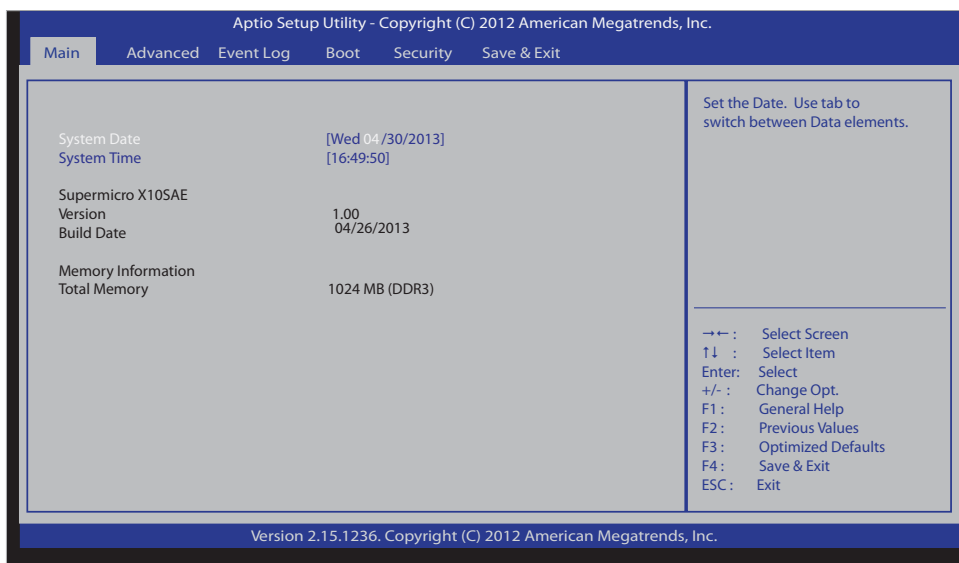 Aptio Setup Utility - Copyright (C) 2012 American Megatrends, Inc.
Main Advanced Event Log Boot Security Save & Exit
System Date [Wed 04 /30/2013]
System Time [16:49:50]
Supermicro X10SAE
Version 1.00
Build Date 04/26/2013
Memory Information
Total Memory 1024 MB (DDR3)
Set the Date. Use tab to
switch between Data elements.
→← : Select Screen
↑↓ : Select Item
Enter: Select
+/- : Change Opt.
F1 : General Help
F2 : Previous Values
F3 : Optimized Defaults
F4 : Save & Exit
ESC : Exit
Version 2.15.1236. Copyright (C) 2012 American Megatrends, Inc.